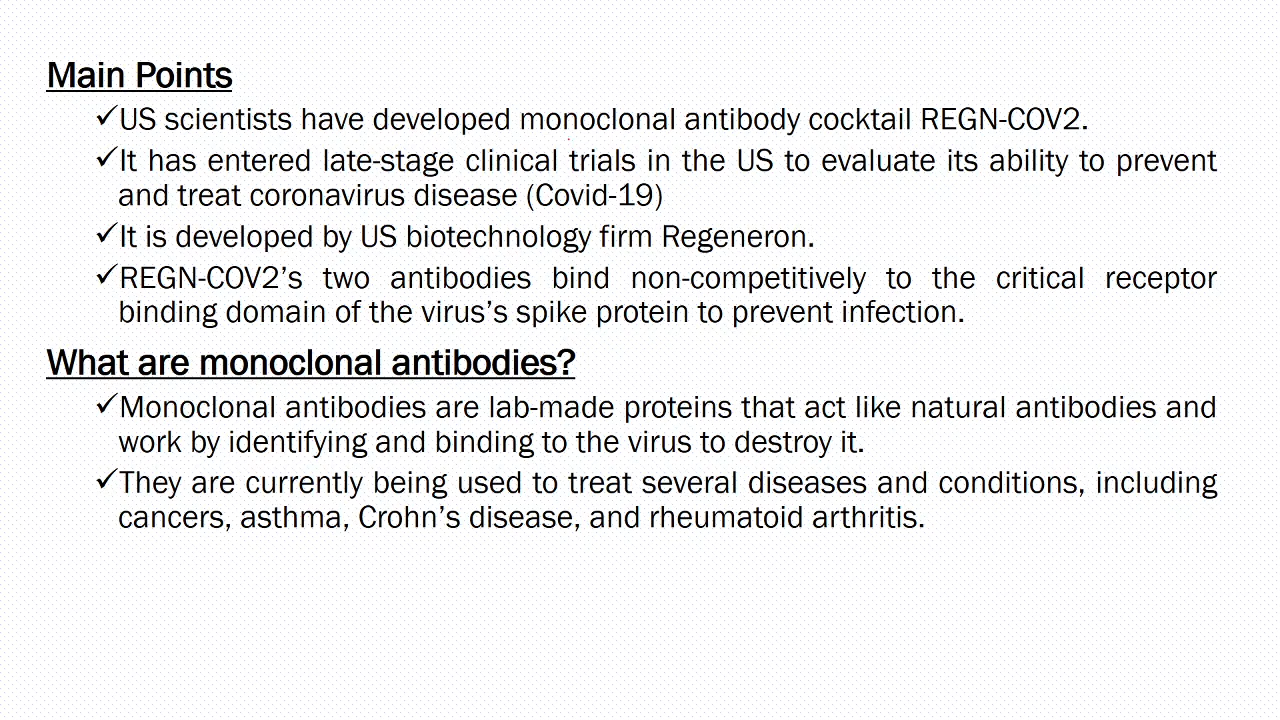 Main Points
✓US scientists have developed monoclonal antibody cocktail REGN-COV2.
✓It has entered late-stage clinical trials in the US to evaluate its ability to prevent
and treat coronavirus disease (Covid-19)
✓It is developed by US biotechnology firm Regeneron.
✓REGN-COV2’s two antibodies bind non-competitively to the critical receptor
binding domain of the virus’s spike protein to prevent infection.
What are monoclonal antibodies?
✓Monoclonal antibodies are lab-made proteins that act like natural antibodies and
work by identifying and binding to the virus to destroy it.
✓They are currently being used to treat several diseases and conditions, including
cancers, asthma, Crohn’s disease, and rheumatoid arthritis.